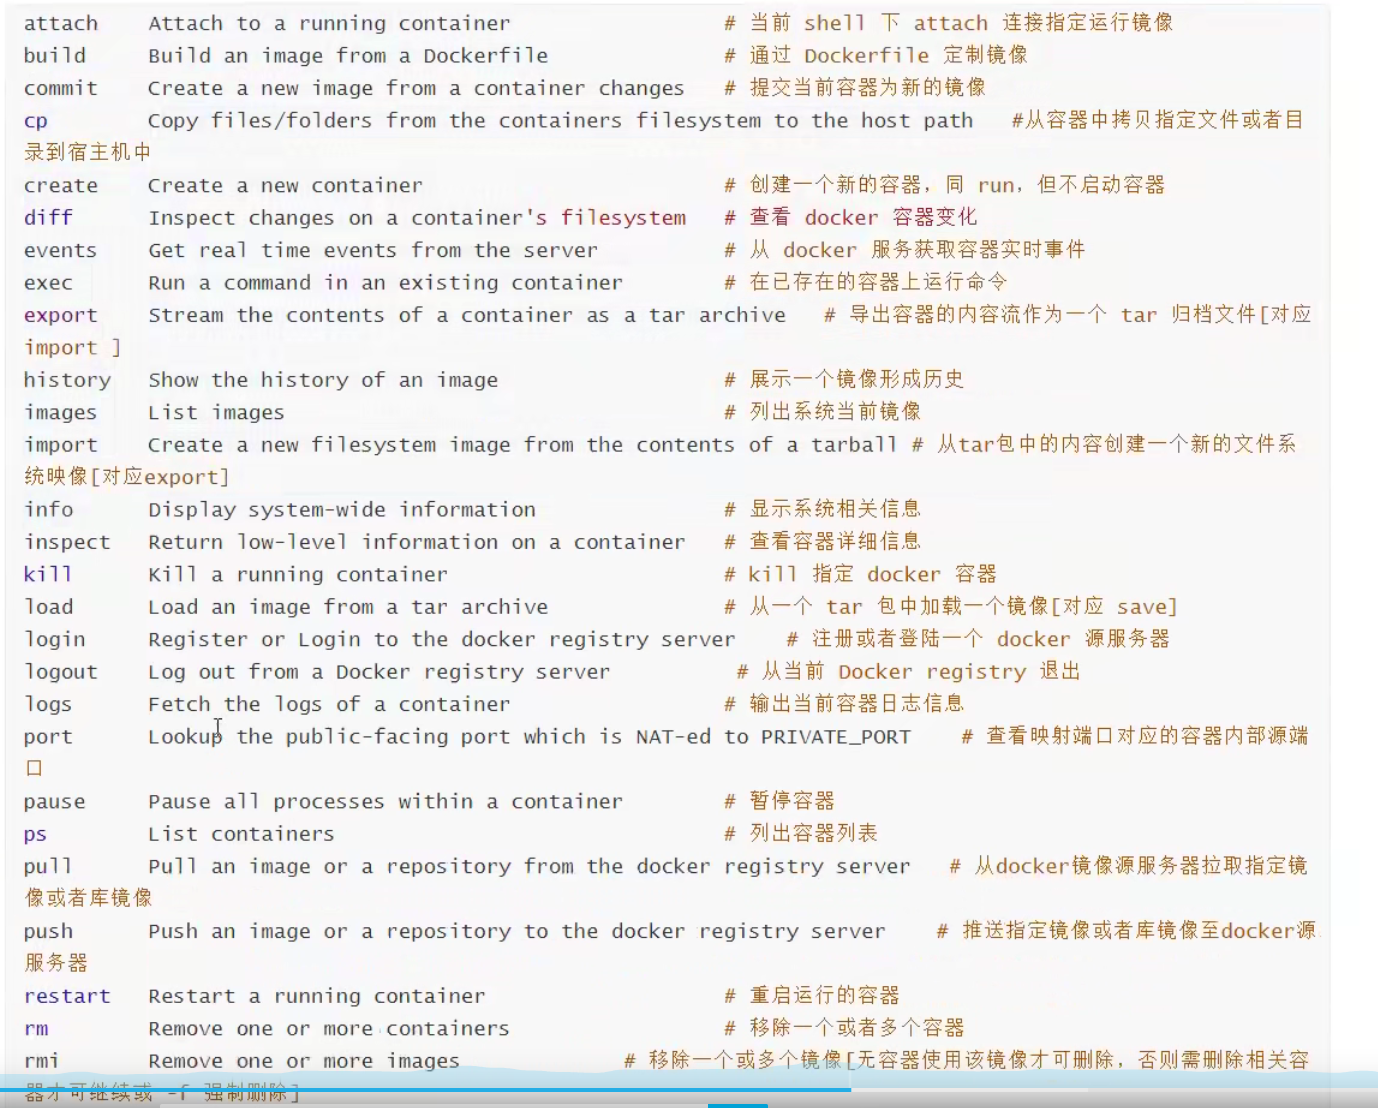 attach    Attach to a running container    # 当前 shell 下 attach 连接指定运行镜像
build    Build an image from a Dockerfile    # 通过 Dockerfile 定制镜像
commit    Create a new image from a container changes    # 提交当前容器为新的镜像
cp    Copy files/folders from the containers filesystem to the host path    #从容器中拷贝指定文件或者目
录到宿主机中
create    Create a new container    # 创建一个新的容器，同 run，但不启动容器
diff    Inspect changes on a container's filesystem    # 查看 docker 容器变化
events    Get real time events from the server    # 从 docker 服务获取容器实时事件
exec    Run a command in an existing container    # 在已存在的容器上运行命令
export    Stream the contents of a container as a tar archive    # 导出容器的内容流作为一个 tar 归档文件[对应
import ]
history    Show the history of an image    # 展示一个镜像形成历史
images    List images    # 列出系统当前镜像
import    Create a new filesystem image from the contents of a tarball # 从tar包中的内容创建一个新的文件系
统映像[对应export]
info    Display system-wide information    # 显示系统相关信息
inspect    Return low-level information on a container    # 查看容器详细信息
kill    Kill a running container    # kill 指定 docker 容器
load    Load an image from a tar archive    # 从一个 tar 包中加载一个镜像[对应 save]
login    Register or Login to the docker registry server    # 注册或者登陆一个 docker 源服务器
logout    Log out from a Docker registry server    # 从当前 Docker registry 退出
logs    Fetch the logs of a container    # 输出当前容器日志信息
port    Lookup the public-facing port which is NAT-ed to PRIVATE_PORT    # 查看映射端口对应的容器内部源端
口
pause    Pause all processes within a container    # 暂停容器
ps    List containers    # 列出容器列表
pull    Pull an image or a repository from the docker registry server    # 从docker镜像源服务器拉取指定镜
像或者库镜像
push    Push an image or a repository to the docker registry server    # 推送指定镜像或者库镜像至docker源
服务器
restart    Restart a running container    # 重启运行的容器
rm    Remove one or more containers    # 移除一个或者多个容器
rmi    Remove one or more images    # 移除一个或多个镜像[无容器使用该镜像才可删除，否则需删除相关容
器才可继续或 -f 强制删除]